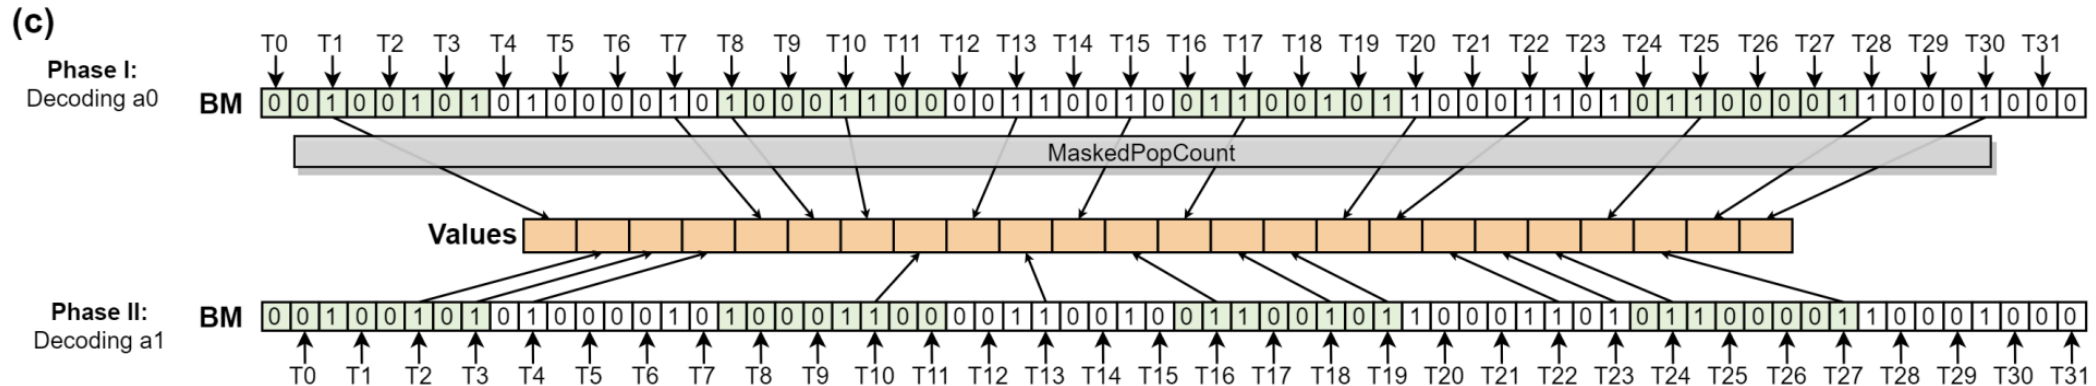 (c)
T0 T1 T2 T3 T4 T5 T6 T7 T8 T9 T10 T11 T12 T13 T14 T15 T16 T17 T18 T19 T20 T21 T22 T23 T24 T25 T26 T27 T28 T29 T30 T31
Phase I:
Decoding a0
BM 0 0 1 0 0 1 0 1 0 1 0 0 0 0 1 0 1 0 0 0 1 1 0 0 0 0 1 1 0 0 1 0 0 1 1 0 0 1 0 1 1 0 0 0 1 1 0 1 0 1 1 0 0 0 0 1 1 0 0 0 1 0 0 0
MaskedPopCount
Values
Phase II:
Decoding a1
BM 0 0 1 0 0 1 0 1 0 1 0 0 0 0 1 0 1 0 0 0 1 1 0 0 0 0 1 1 0 0 1 0 0 1 1 0 0 1 0 1 1 0 0 0 1 1 0 1 0 1 1 0 0 0 0 1 1 0 0 0 1 0 0 0
T0 T1 T2 T3 T4 T5 T6 T7 T8 T9 T10 T11 T12 T13 T14 T15 T16 T17 T18 T19 T20 T21 T22 T23 T24 T25 T26 T27 T28 T29 T30 T31